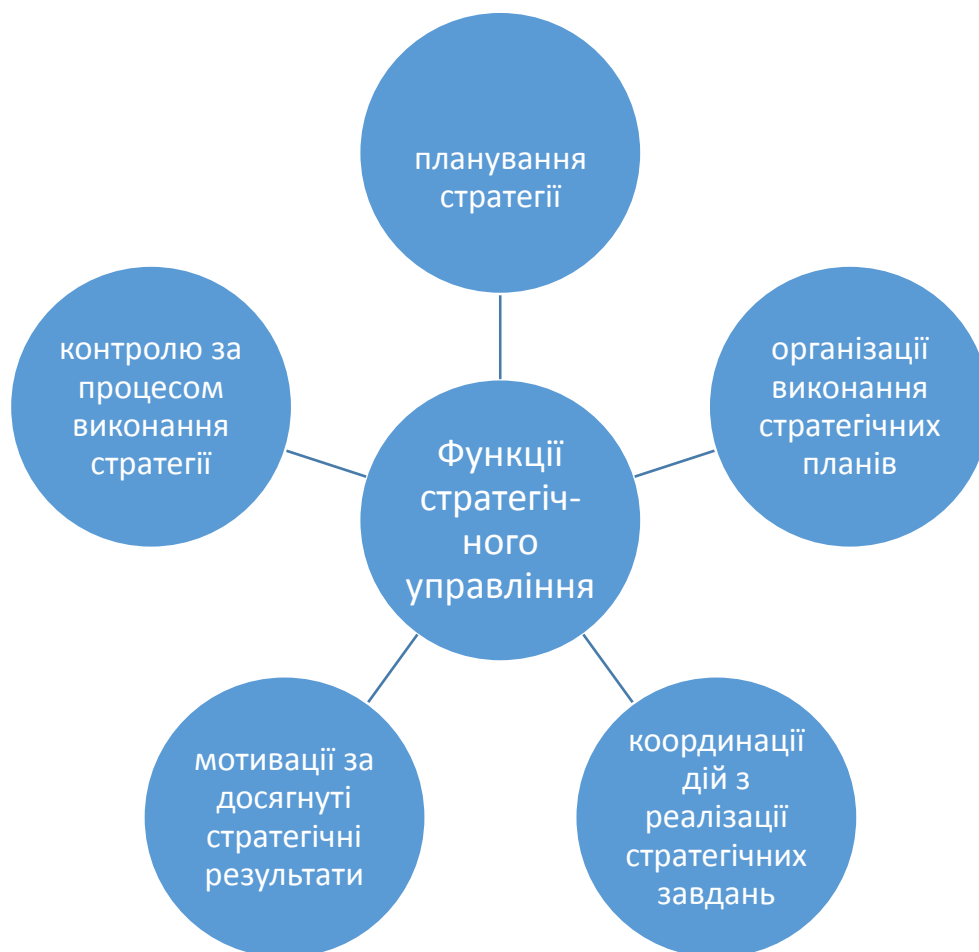 планування
стратегії
організації
виконання
стратегічних
планів
координації
дій з
реалізації
стратегічних
завдань
мотивації за
досягнуті
стратегічні
результати
контролю за
процесом
виконання
стратегії
Функції
стратегіч-
ного
управління